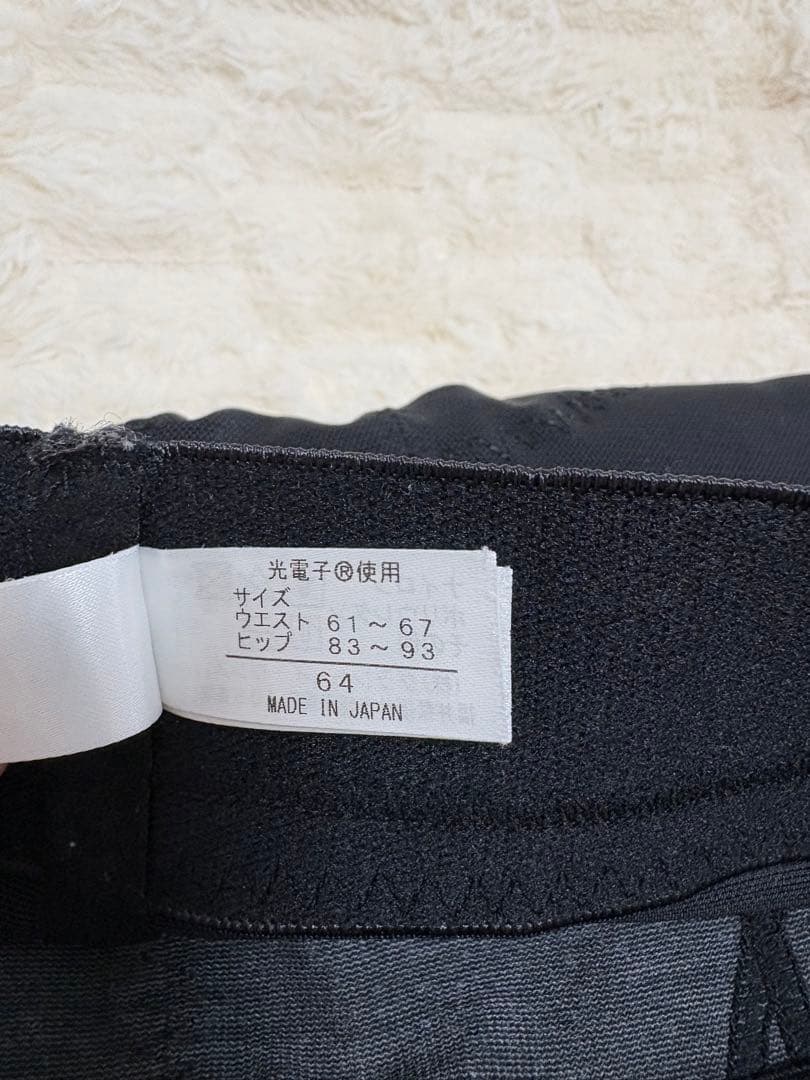 光電子®使用
サイズ
ウエスト 61～67
ヒップ 83～93
64
MADE IN JAPAN